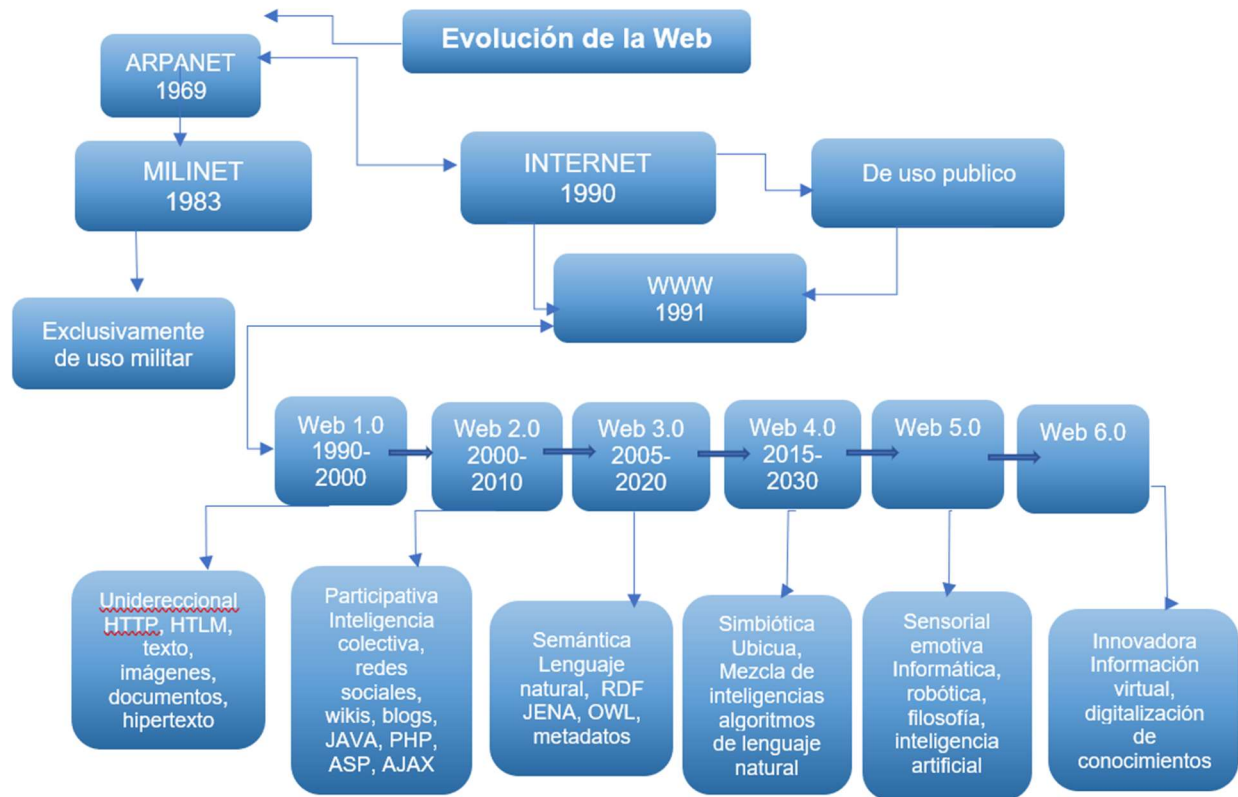 Evolución de la Web
ARPANET
1969
MILINET
1983
INTERNET
1990
De uso publico
WWW
1991
Exclusivamente
de uso militar
Web 1.0
1990-
2000
Web 2.0
2000-
2010
Web 3.0
2005-
2020
Web 4.0
2015-
2030
Web 5.0
Web 6.0
Unidereccional
HTTP, HTLM,
texto,
imágenes,
documentos,
hipertexto
Participativa
Inteligencia
colectiva,
redes
sociales,
wikis, blogs,
JAVA, PHP,
ASP, AJAX
Semántica
Lenguaje
natural, RDF
JENA, OWL,
metadatos
Simbiótica
Ubicua,
Mezcla de
inteligencias
algoritmos
de lenguaje
natural
Sensorial
emotiva
Informática,
robótica,
filosofía,
inteligencia
artificial
Innovadora
Información
virtual,
digitalización
de
conocimientos